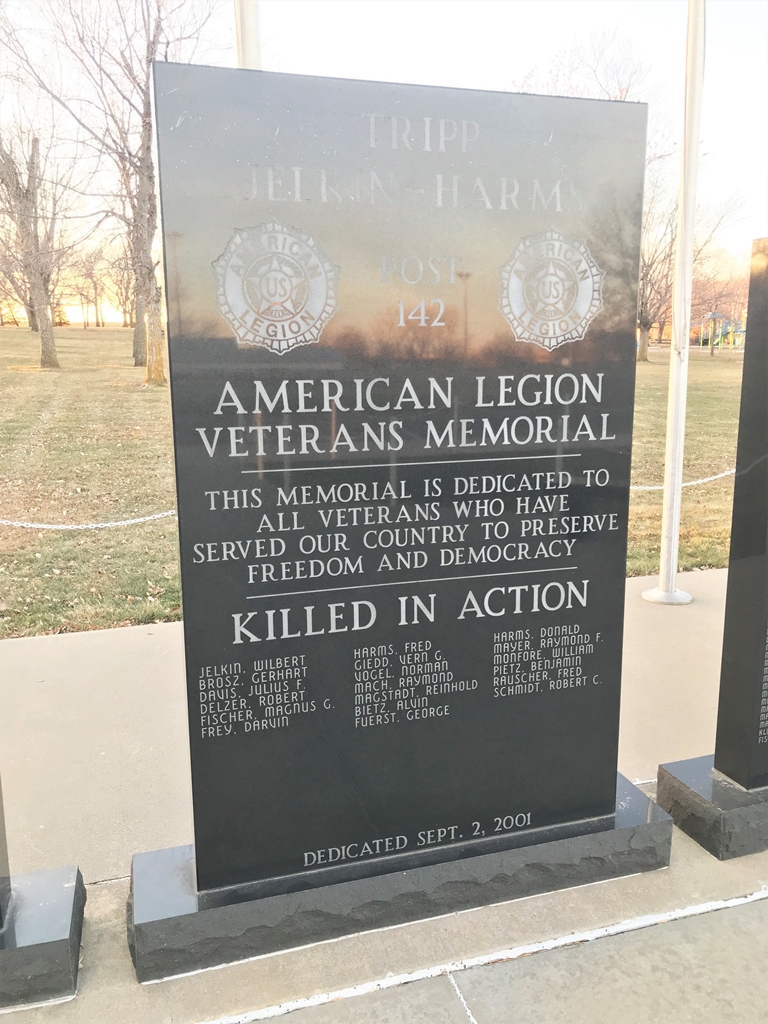 TRIPP
JELKIN-HARMS
AMERICAN
US
LEGION
POST
142
AMERICAN
US
LEGION
AMERICAN LEGION
VETERANS MEMORIAL
THIS MEMORIAL IS DEDICATED TO
ALL VETERANS WHO HAVE
SERVED OUR COUNTRY TO PRESERVE
FREEDOM AND DEMOCRACY
KILLED IN ACTION
JELKIN, WILBERT
BROSZ, GERHART
DAVIS, JULIUS F.
DELZER, ROBERT
FISCHER, MAGNUS G.
FREY, DARVIN
HARMS, FRED
GIEDD, VERN G.
VOGEL, NORMAN
MACH, RAYMOND
MAGSTADT, REINHOLD
BIETZ, ALVIN
FUERST, GEORGE
HARMS, DONALD
MAYER, RAYMOND F.
MONFORE, WILLIAM
PIETZ, BENJAMIN
RAUSCHER, FRED
SCHMIDT, ROBERT C.
DEDICATED SEPT. 2, 2001